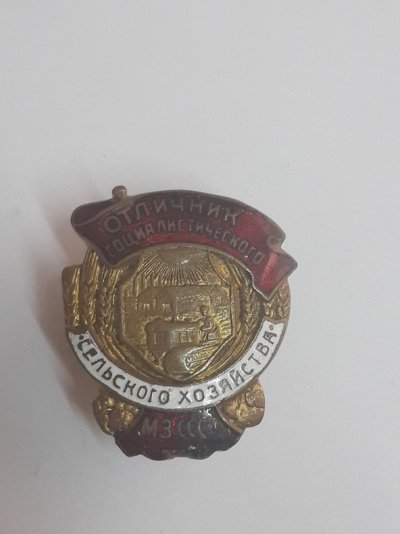 ОТЛИЧНИК
СОЦИАЛИСТИЧЕСКОГО
СЕЛЬСКОГО ХОЗЯЙСТВА
МЗ СССР